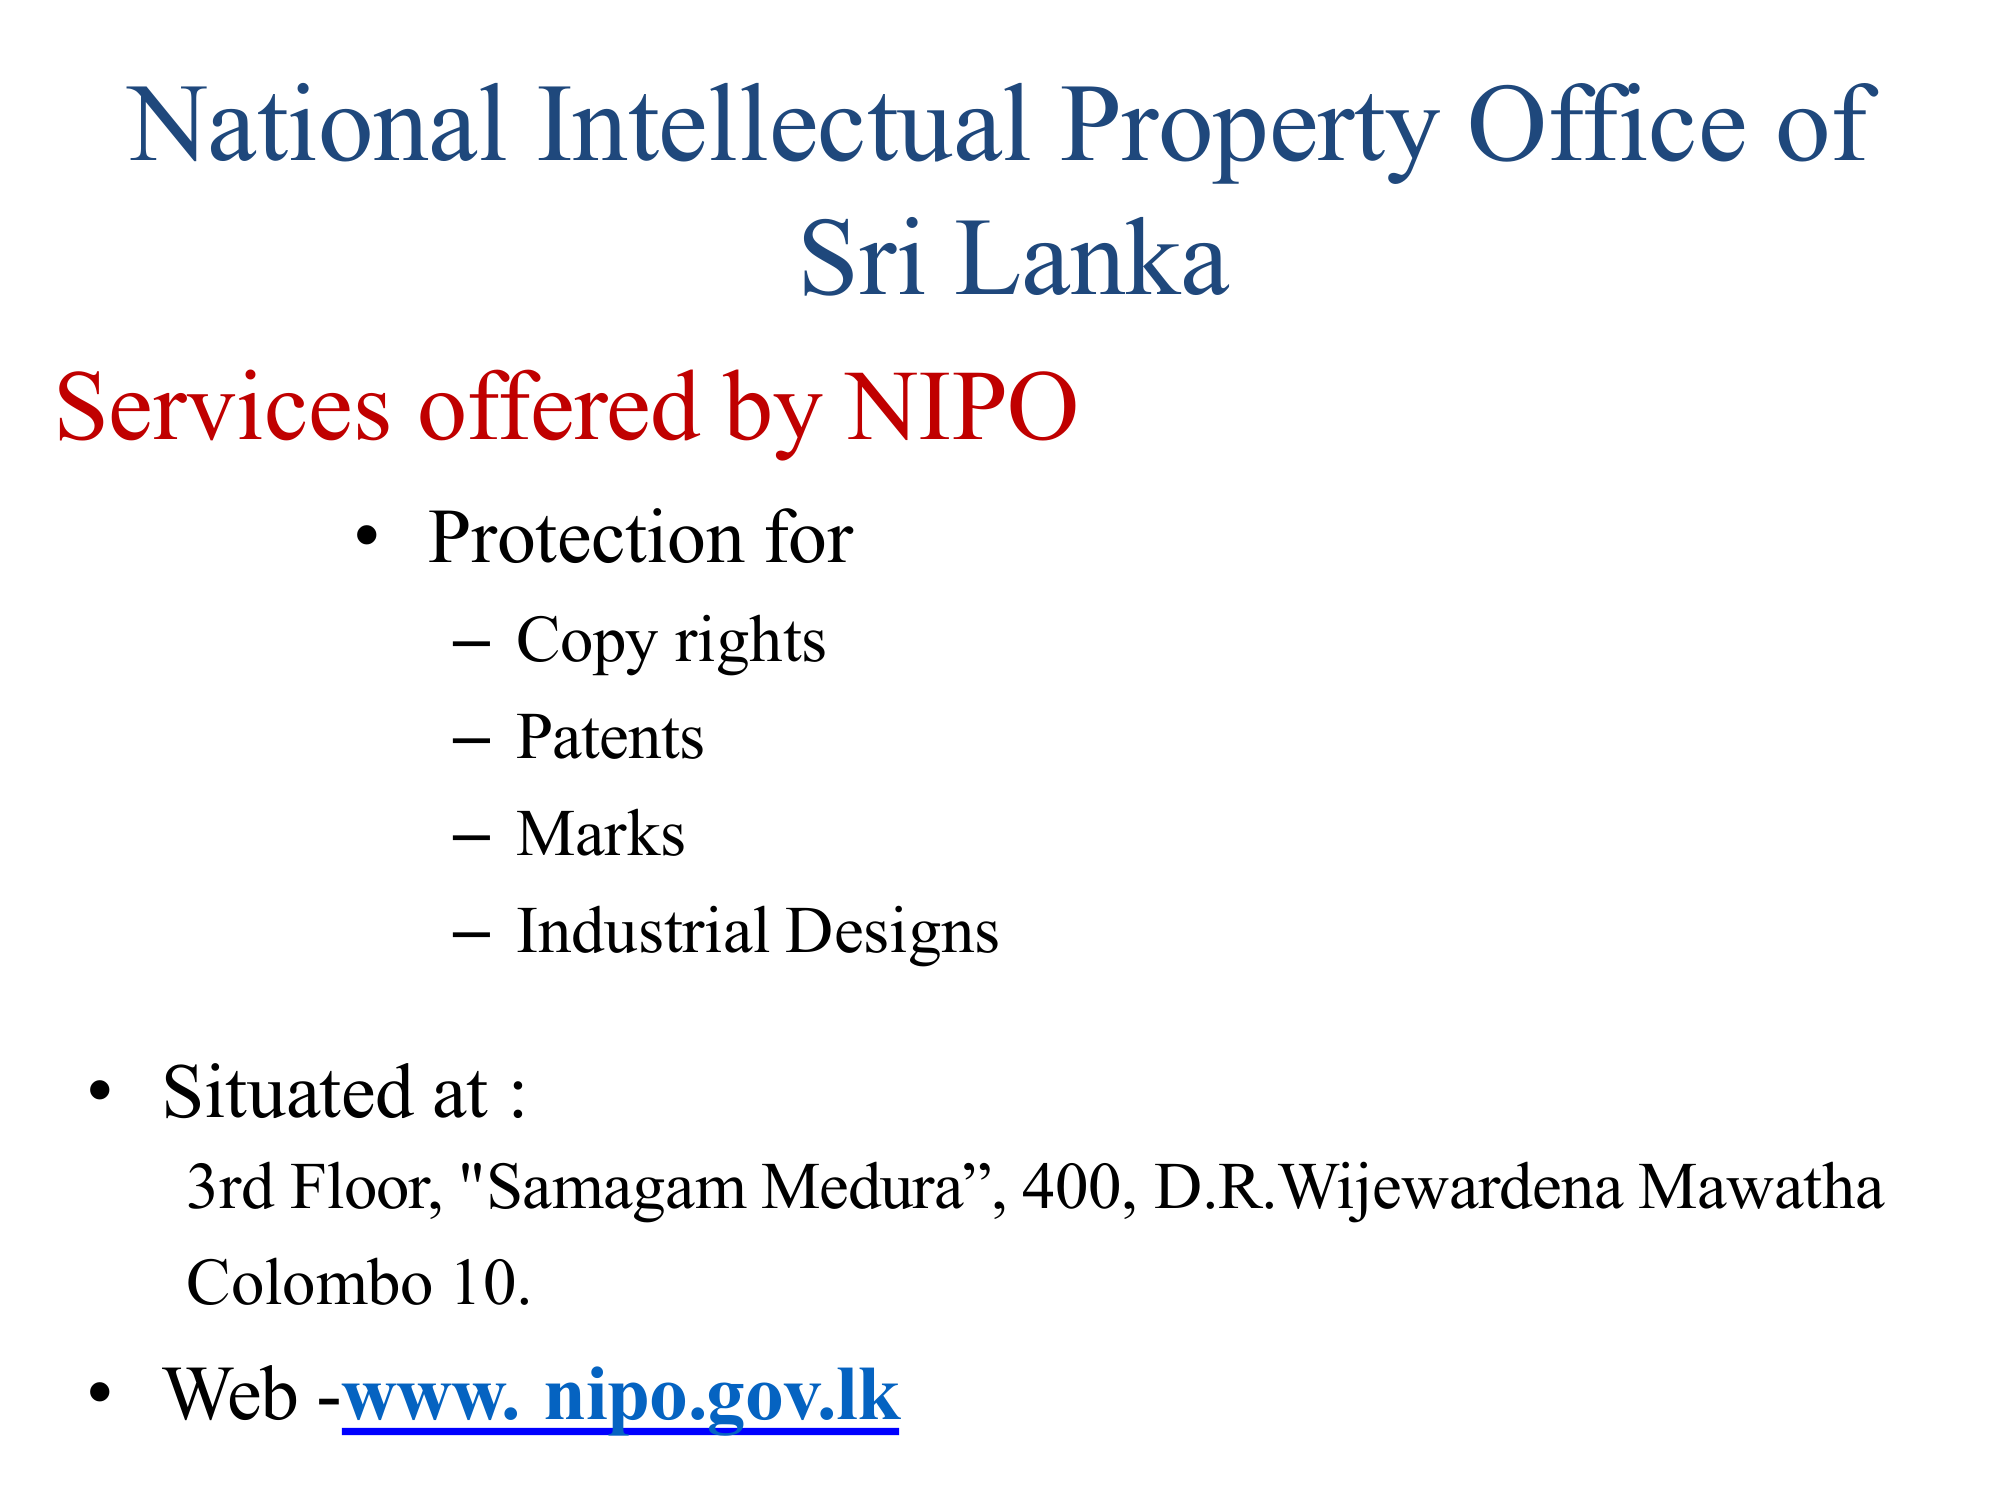 National Intellectual Property Office of
Sri Lanka
Services offered by NIPO
• Protection for
– Copy rights
– Patents
– Marks
– Industrial Designs
• Situated at :
3rd Floor, "Samagam Medura”, 400, D.R.Wijewardena Mawatha
Colombo 10.
• Web -www. nipo.gov.lk